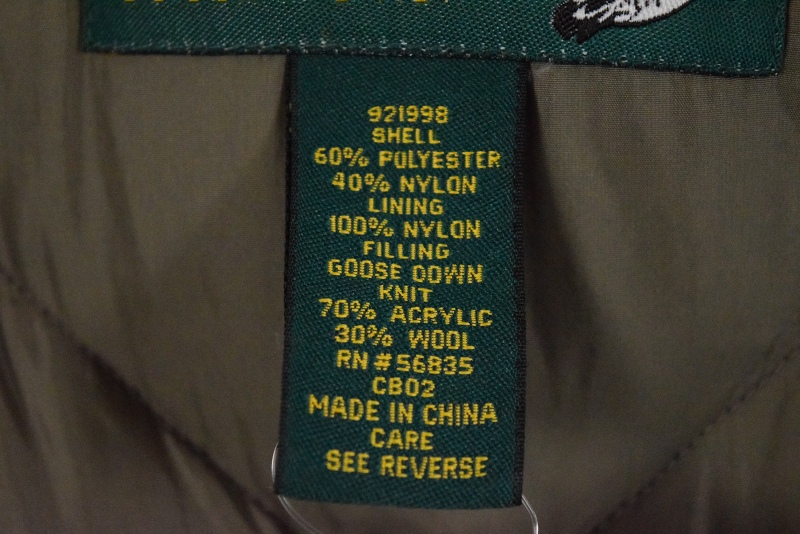 921998
SHELL
60% POLYESTER
40% NYLON
LINING
100% NYLON
FILLING
GOOSE DOWN
KNIT
70% ACRYLIC
30% WOOL
RN # 56835
CB02
MADE IN CHINA
CARE
SEE REVERSE